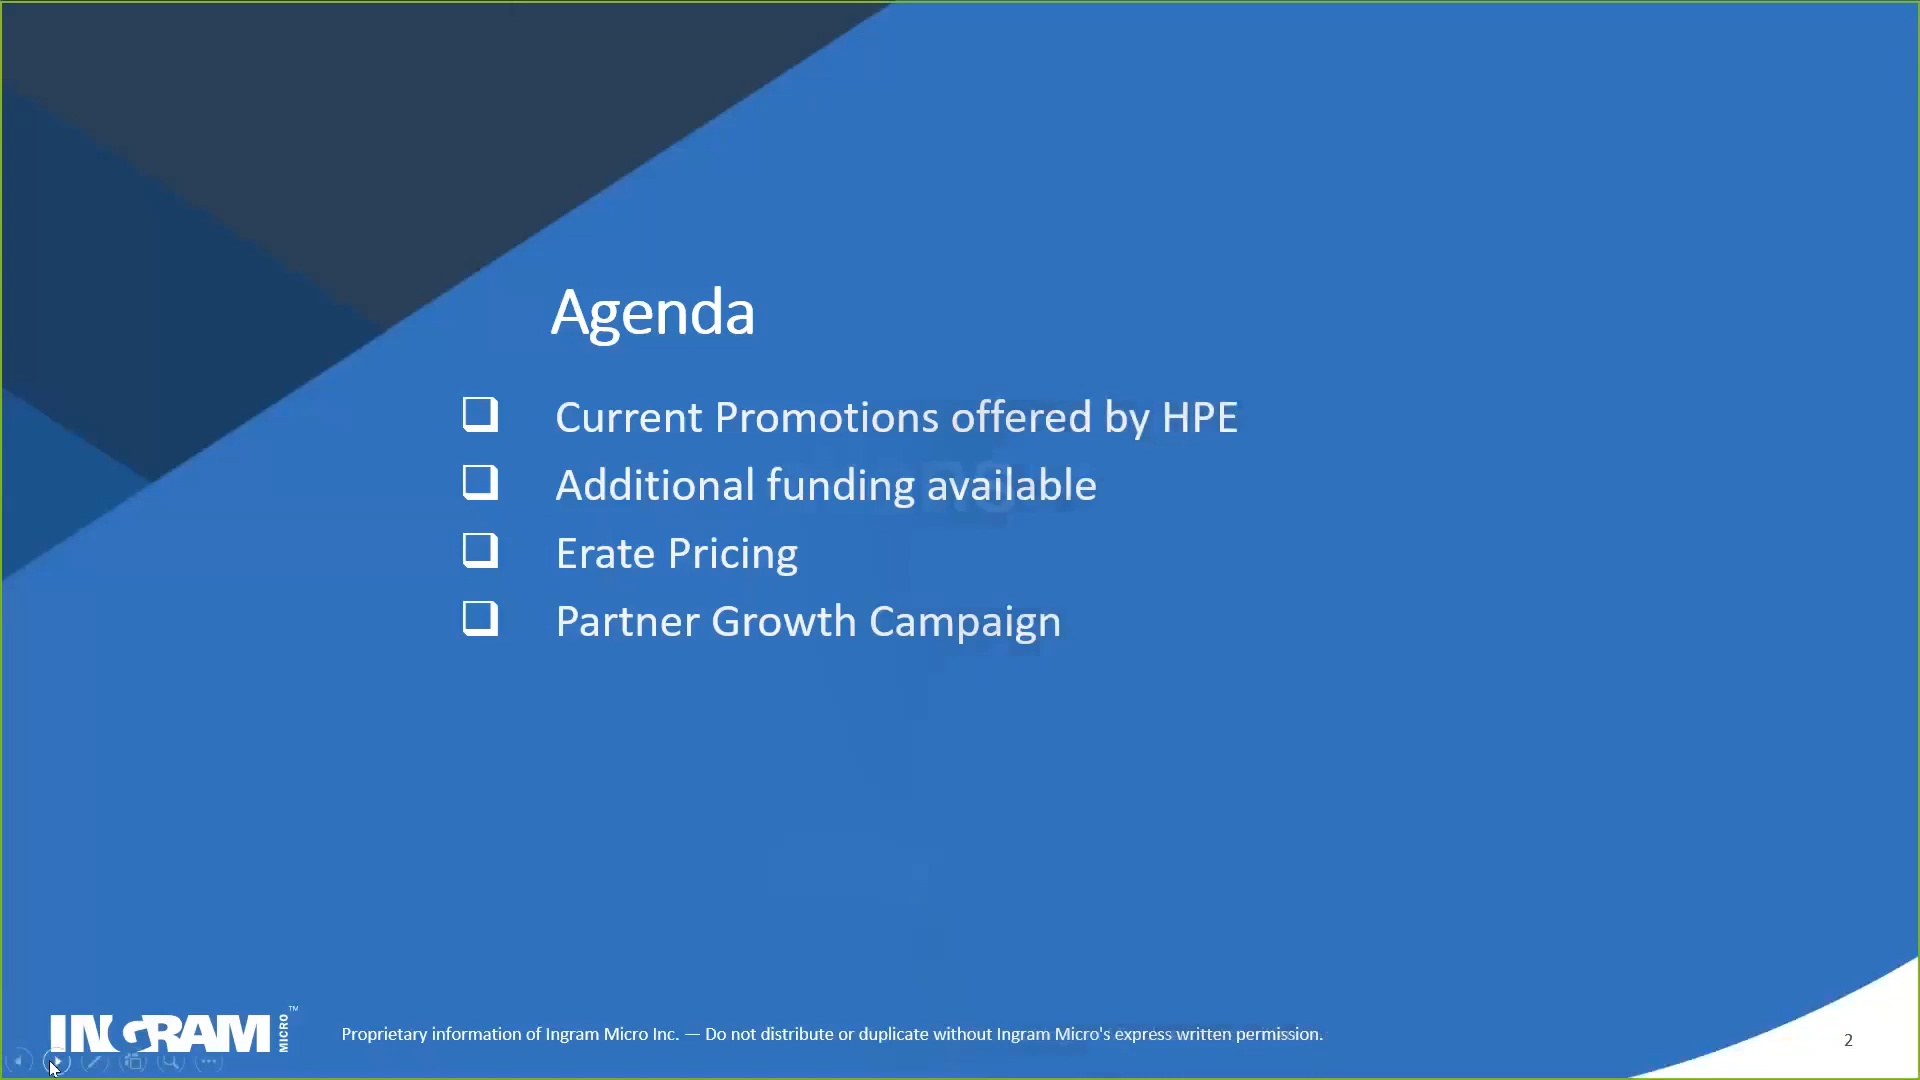 Agenda
❑ Current Promotions offered by HPE
❑ Additional funding available
❑ Erate Pricing
❑ Partner Growth Campaign
INGRAM MICRO™
Proprietary information of Ingram Micro Inc. — Do not distribute or duplicate without Ingram Micro's express written permission.
2